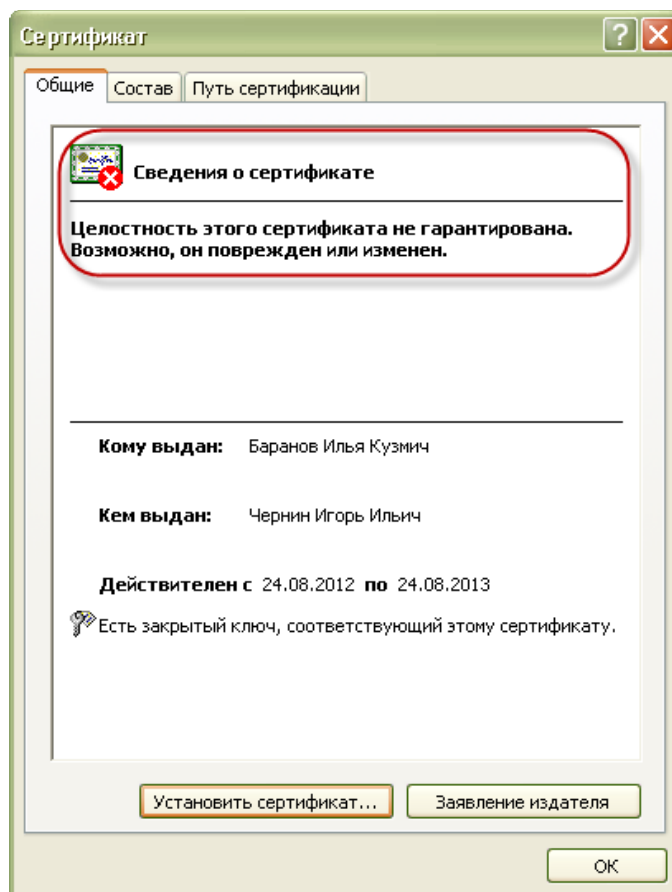 Сертификат
Общие Состав Путь сертификации
Сведения о сертификате
Целостность этого сертификата не гарантирована.
Возможно, он поврежден или изменен.
Кому выдан: Баранов Илья Кузмич
Кем выдан: Чернин Игорь Ильич
Действителен с 24.08.2012 по 24.08.2013
Есть закрытый ключ, соответствующий этому сертификату.
Установить сертификат... Заявление издателя
ОК